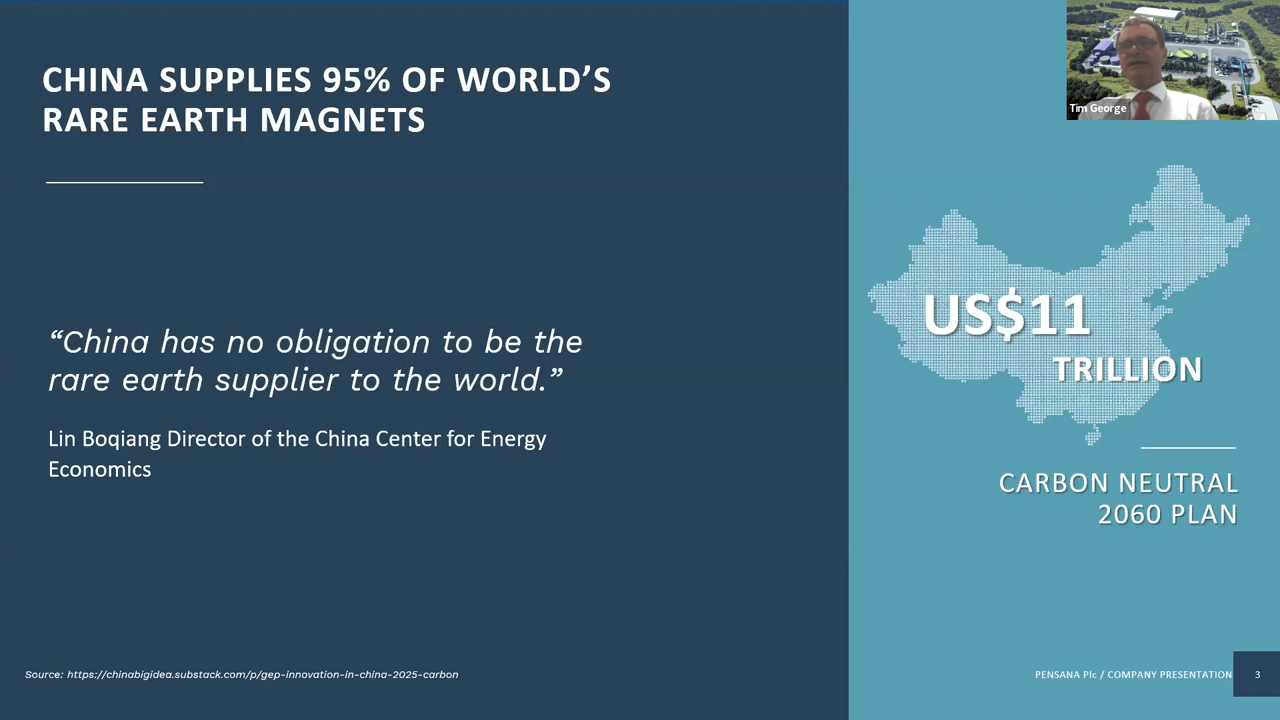 CHINA SUPPLIES 95% OF WORLD’S
RARE EARTH MAGNETS
“China has no obligation to be the
rare earth supplier to the world.”
Lin Boqiang Director of the China Center for Energy
Economics
Source: https://chinabigidea.substack.com/p/gep-innovation-in-china-2025-carbon
Tim George
US$11
TRILLION
CARBON NEUTRAL
2060 PLAN
PENSANA Plc / COMPANY PRESENTATION
3